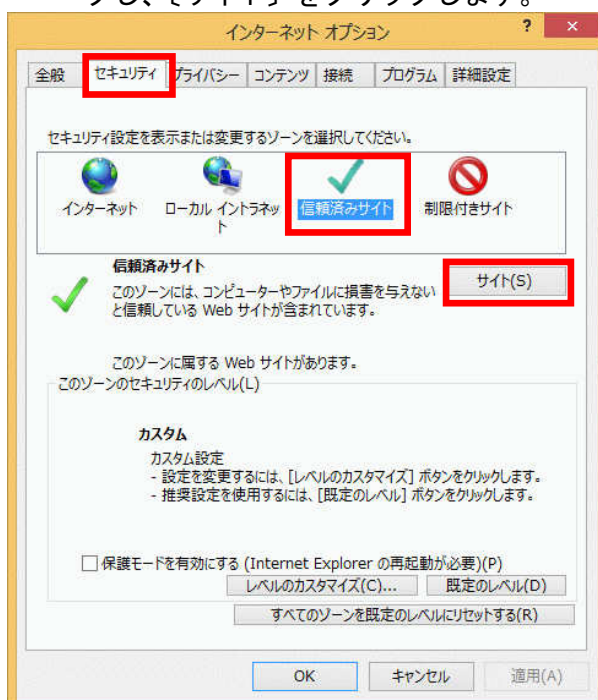 クし、［サイト］をクリックします。
インターネット オプション
? ×
全般 セキュリティ プライバシー コンテンツ 接続 プログラム 詳細設定
セキュリティ設定を表示または変更するゾーンを選択してください。
インターネット ローカル イントラネッ 信頼済みサイト 制限付きサイト
ト
信頼済みサイト
サイト(S)
このゾーンには、コンピューターやファイルに損害を与えない
と信頼している Web サイトが含まれています。
このゾーンに属する Web サイトがあります。
このゾーンのセキュリティのレベル(L)
カスタム
カスタム設定
- 設定を変更するには、[レベルのカスタマイズ] ボタンをクリックします。
- 推奨設定を使用するには、[既定のレベル] ボタンをクリックします。
保護モードを有効にする (Internet Explorer の再起動が必要)(P)
レベルのカスタマイズ(C)... 既定のレベル(D)
すべてのゾーンを既定のレベルにリセットする(R)
OK キャンセル 適用(A)